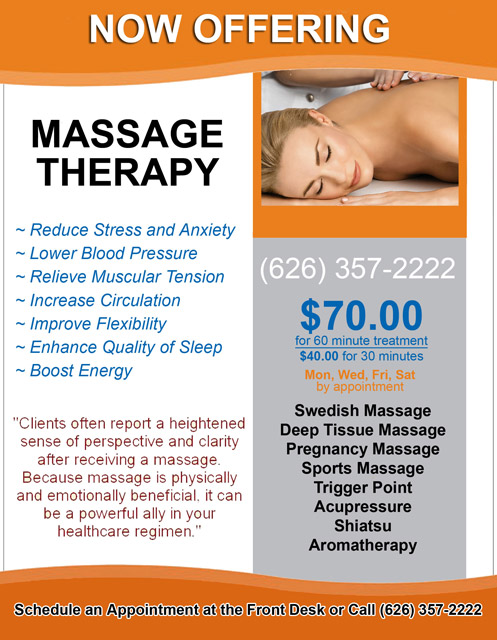 NOW OFFERING
MASSAGE
THERAPY
~ Reduce Stress and Anxiety
~ Lower Blood Pressure
~ Relieve Muscular Tension
~ Increase Circulation
~ Improve Flexibility
~ Enhance Quality of Sleep
~ Boost Energy
"Clients often report a heightened
sense of perspective and clarity
after receiving a massage.
Because massage is physically
and emotionally beneficial, it can
be a powerful ally in your
healthcare regimen."
(626) 357-2222
$70.00
for 60 minute treatment
$40.00 for 30 minutes
Mon, Wed, Fri, Sat
by appointment
Swedish Massage
Deep Tissue Massage
Pregnancy Massage
Sports Massage
Trigger Point
Acupressure
Shiatsu
Aromatherapy
Schedule an Appointment at the Front Desk or Call (626) 357-2222